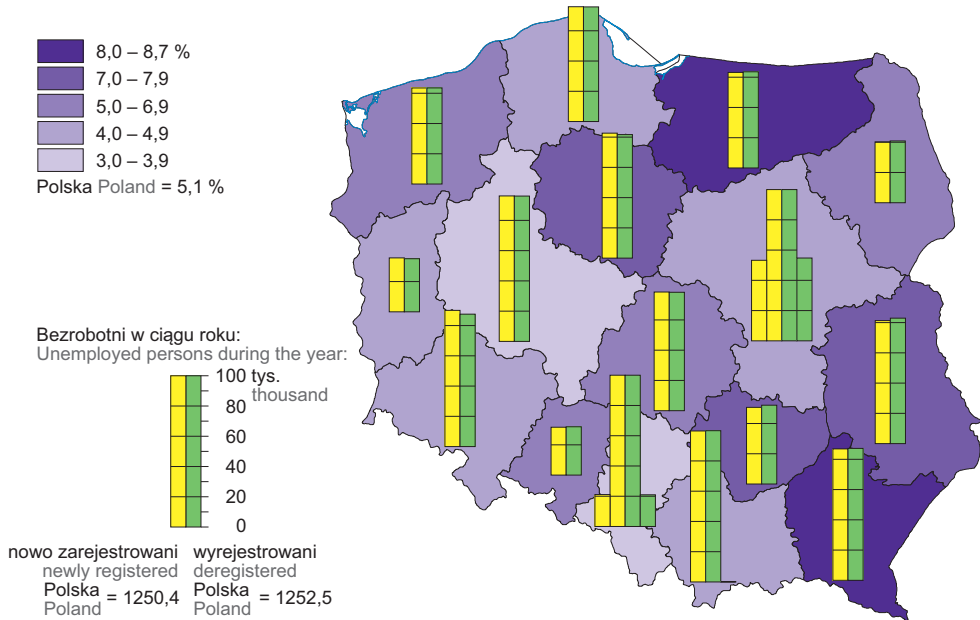 8,0 – 8,7 %
7,0 – 7,9
5,0 – 6,9
4,0 – 4,9
3,0 – 3,9
Polska Poland = 5,1 %
Bezrobotni w ciągu roku:
Unemployed persons during the year:
100 tys.
thousand
80
60
40
20
0
nowo zarejestrowani wyrejestrowani
newly registered deregistered
Polska = 1250,4 Polska = 1252,5
Poland Poland